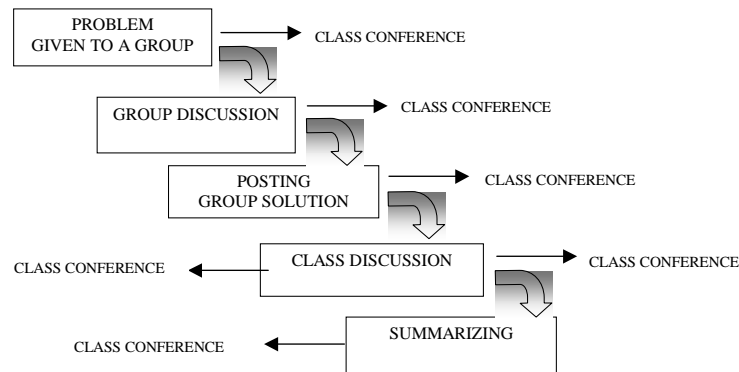 PROBLEM
GIVEN TO A GROUP
CLASS CONFERENCE
GROUP DISCUSSION
CLASS CONFERENCE
POSTING
GROUP SOLUTION
CLASS CONFERENCE
CLASS DISCUSSION
CLASS CONFERENCE
CLASS CONFERENCE
SUMMARIZING
CLASS CONFERENCE